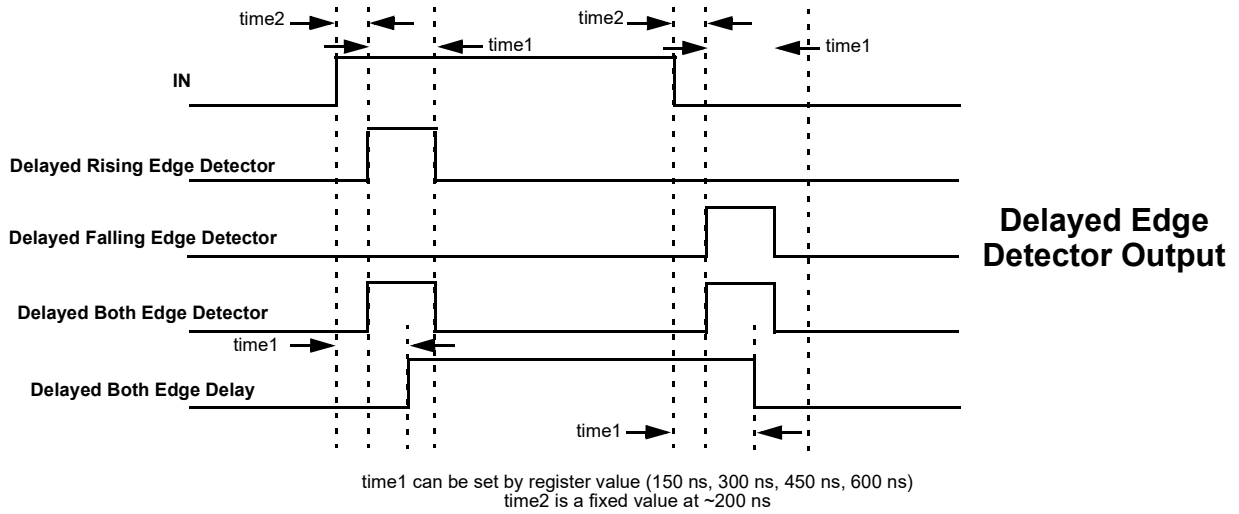 time2
time2
time1
time1
IN
Delayed Rising Edge Detector
Delayed Falling Edge Detector
Delayed Edge
Detector Output
Delayed Both Edge Detector
time1
Delayed Both Edge Delay
time1
time1 can be set by register value (150 ns, 300 ns, 450 ns, 600 ns)
time2 is a fixed value at ~200 ns